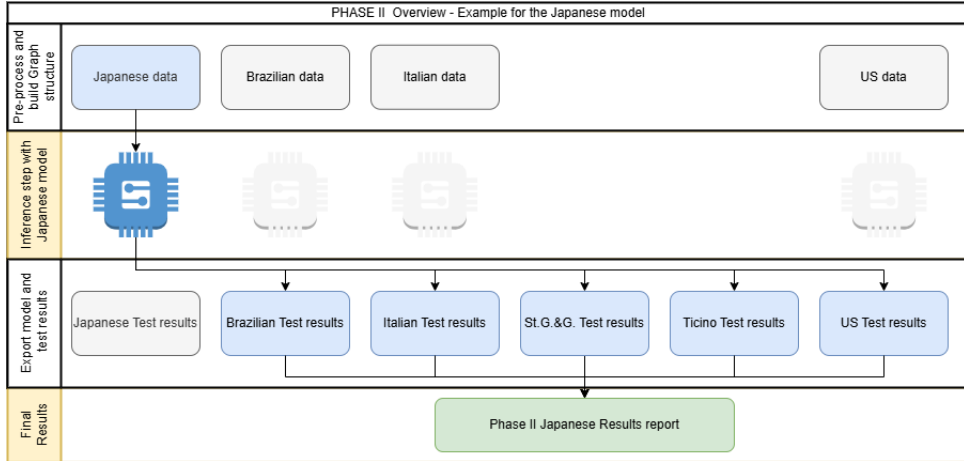 PHASE II Overview - Example for the Japanese model
Pre-process and
build Graph
structure
Japanese data
Brazilian data
Italian data
US data
Inference step with
Japanese model
Export model and
test results
Japanese Test results
Brazilian Test results
Italian Test results
St.G.&G. Test results
Ticino Test results
US Test results
Final
Results
Phase II Japanese Results report